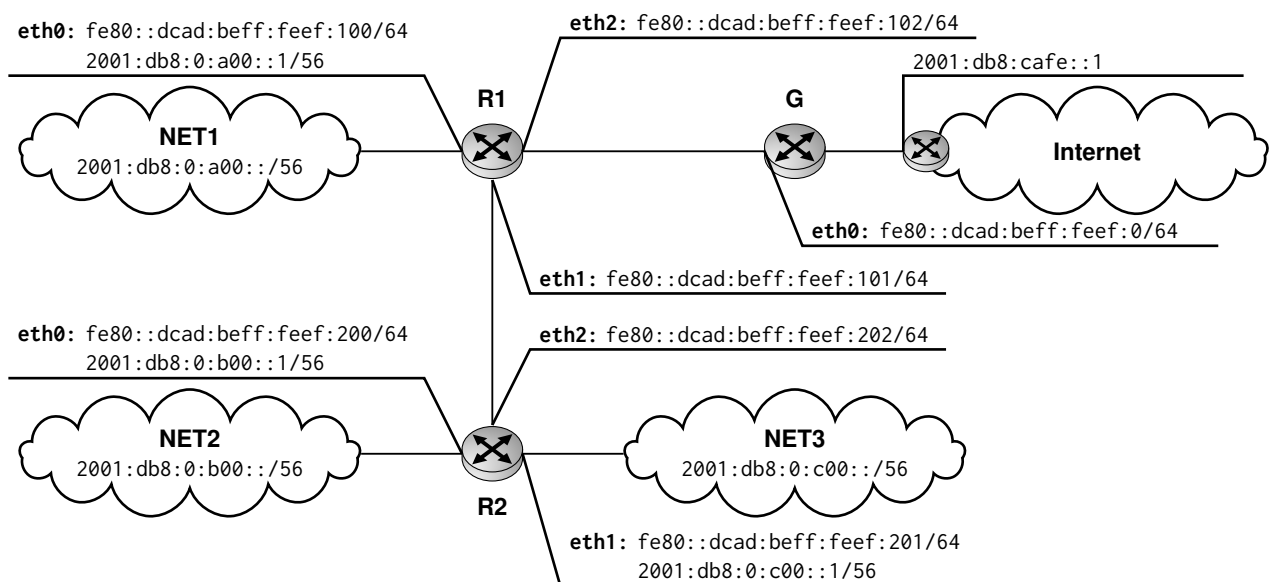 eth0: fe80::dcad:beff:feef:100/64
2001:db8:0:a00::1/56
eth2: fe80::dcad:beff:feef:102/64
2001:db8:cafe::1
R1
G
NET1
2001:db8:0:a00::/56
Internet
eth0: fe80::dcad:beff:feef:0/64
eth1: fe80::dcad:beff:feef:101/64
eth0: fe80::dcad:beff:feef:200/64
2001:db8:0:b00::1/56
eth2: fe80::dcad:beff:feef:202/64
NET2
2001:db8:0:b00::/56
NET3
2001:db8:0:c00::/56
R2
eth1: fe80::dcad:beff:feef:201/64
2001:db8:0:c00::1/56